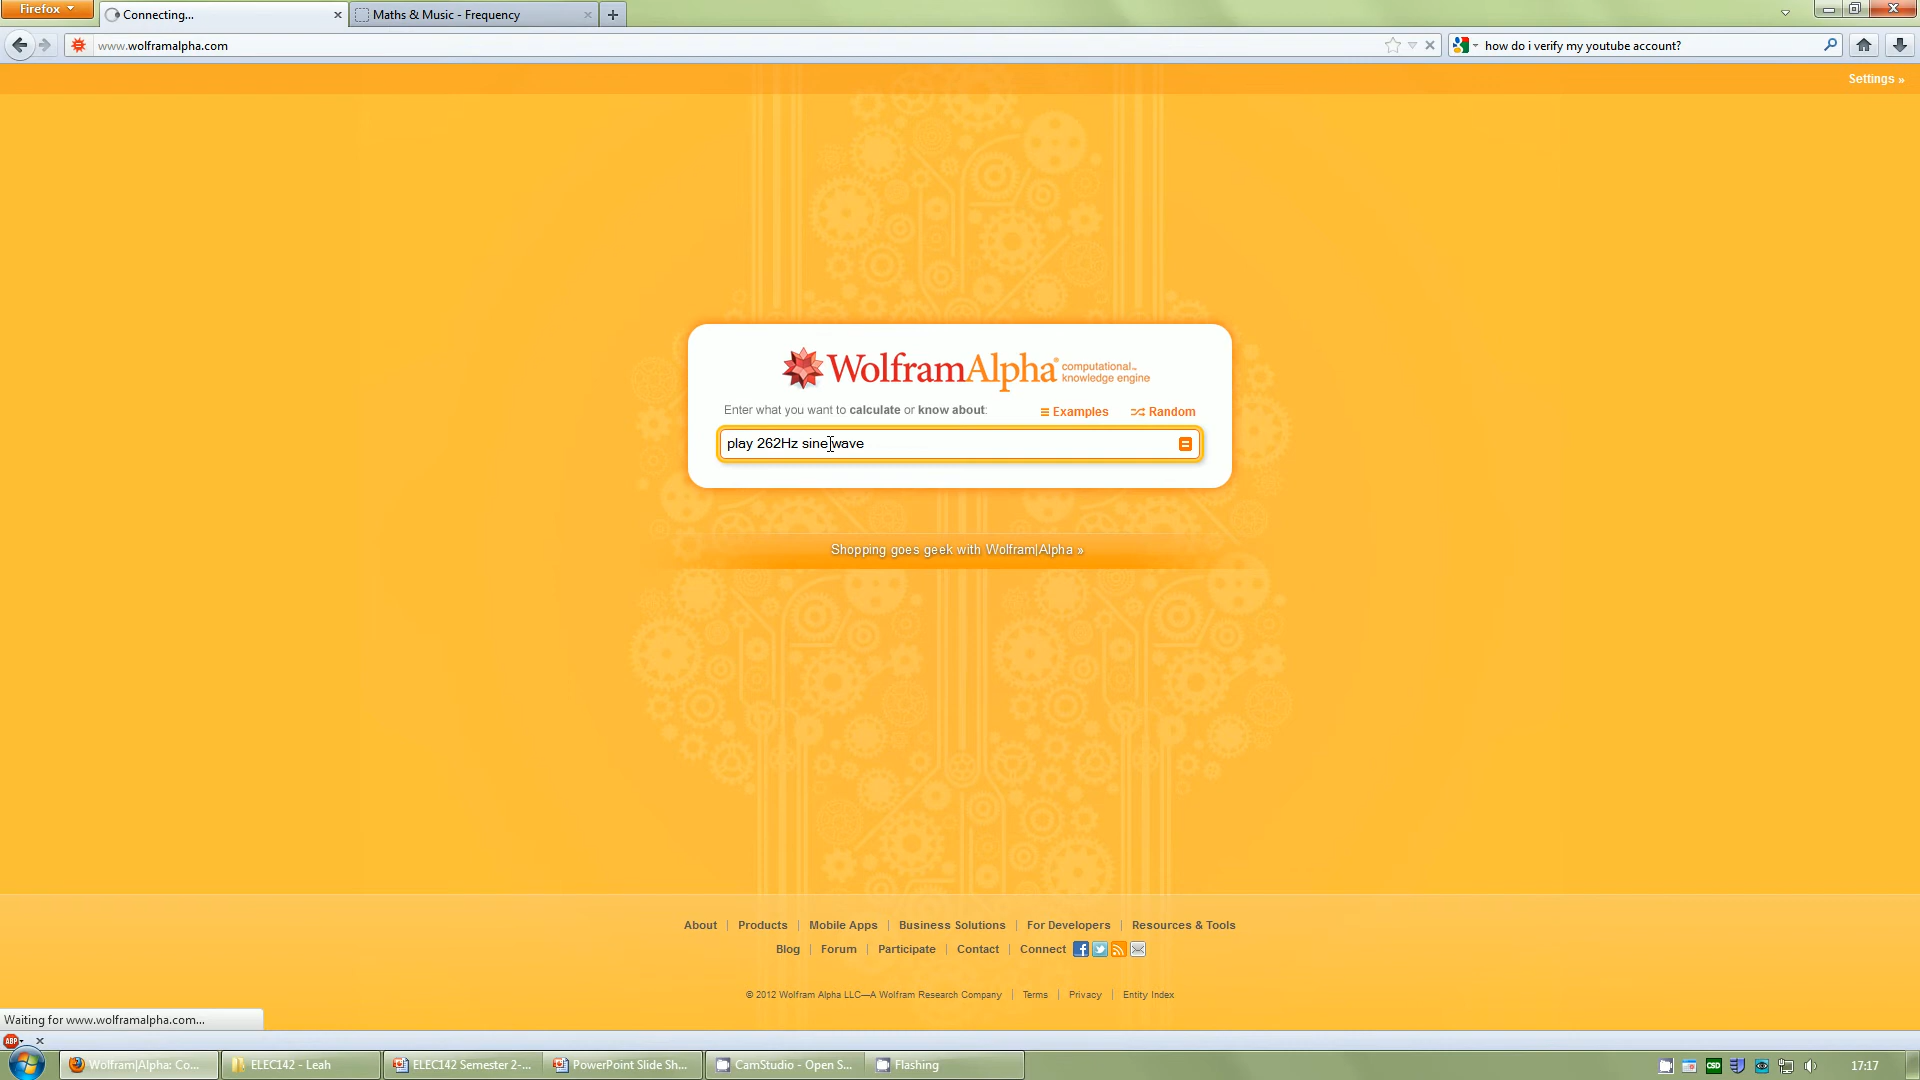 Firefox
Connecting...
Maths & Music - Frequency
www.wolframalpha.com
how do i verify my youtube account?
Settings »
WolframAlpha computational knowledge engine
Enter what you want to calculate or know about:
Examples
Random
play 262Hz sine wave
Shopping goes geek with Wolfram|Alpha »
About | Products | Mobile Apps | Business Solutions | For Developers | Resources & Tools
Blog | Forum | Participate | Contact | Connect
© 2012 Wolfram Alpha LLC—A Wolfram Research Company | Terms | Privacy | Entity Index
Waiting for www.wolframalpha.com...
ABP
Wolfram|Alpha: Co...
ELEC142 - Leah
ELEC142 Semester 2-...
PowerPoint Slide Sh...
CamStudio - Open S...
Flashing
CSD
17:17